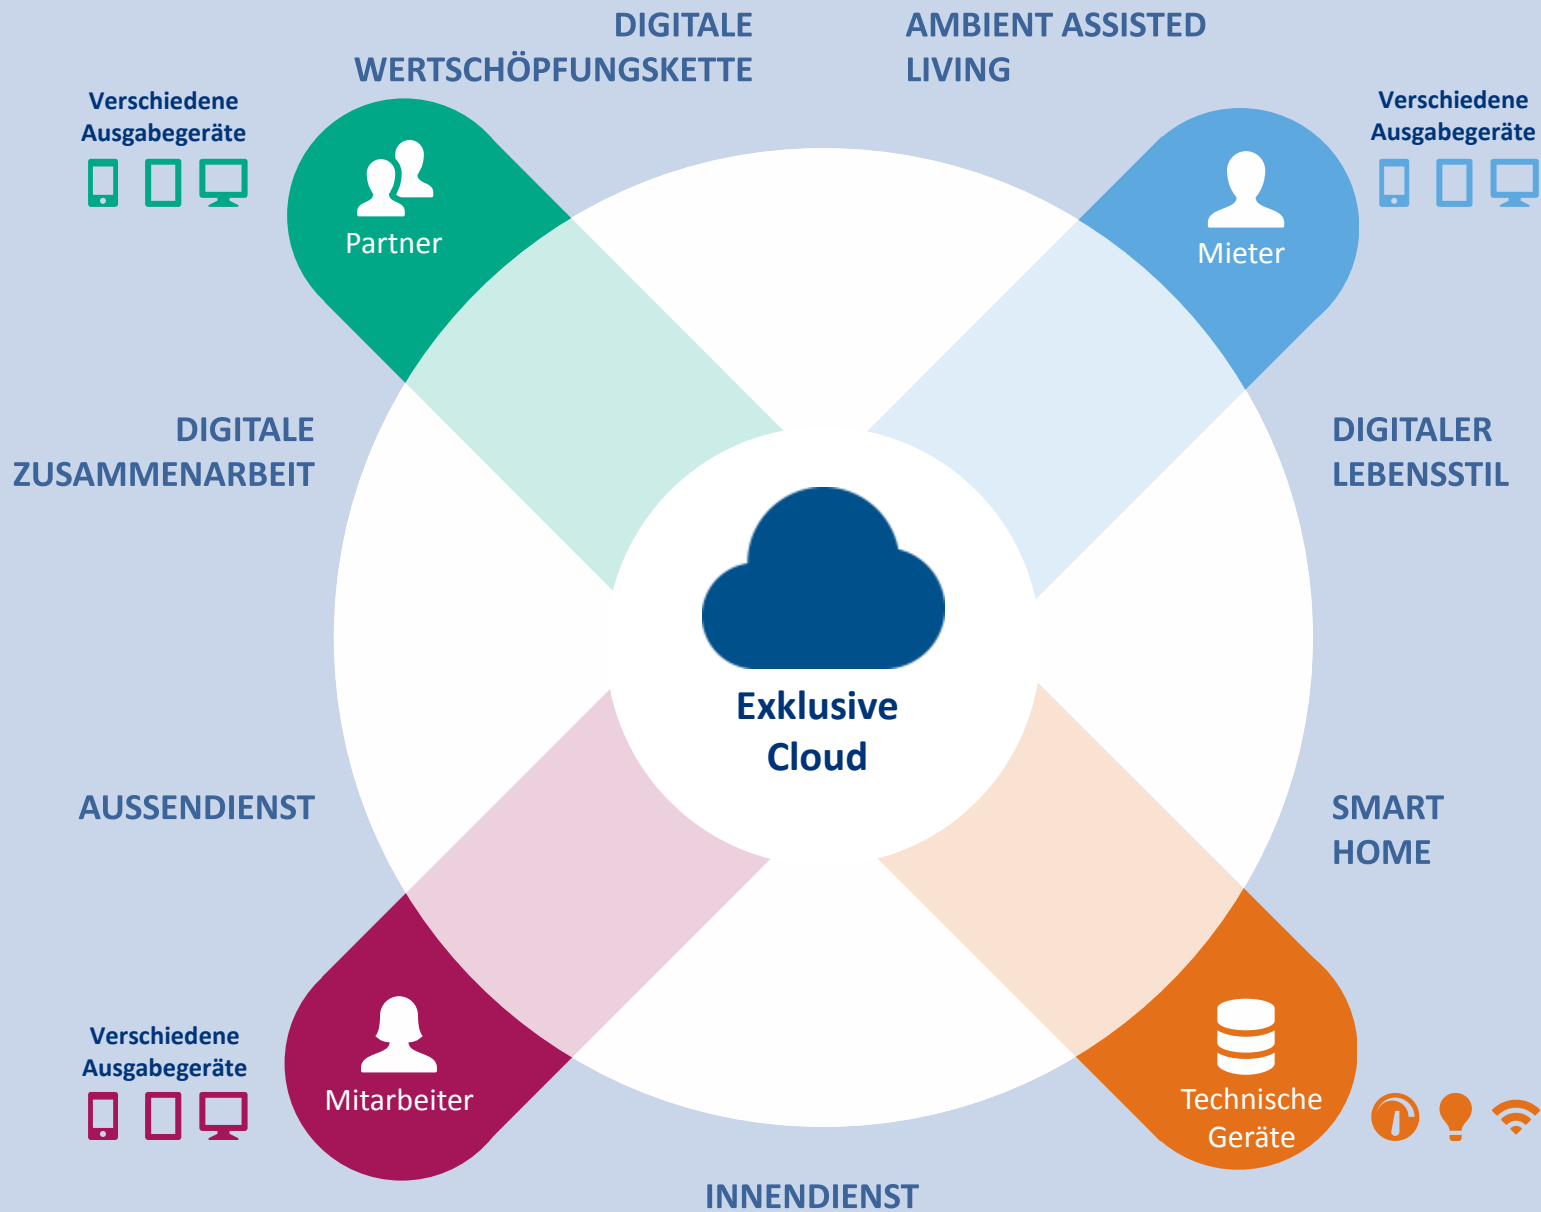 DIGITALE
WERTSCHÖPFUNGSKETTE
AMBIENT ASSISTED
LIVING
Verschiedene
Ausgabegeräte
Partner
Mieter
Verschiedene
Ausgabegeräte
DIGITALE
ZUSAMMENARBEIT
DIGITALER
LEBENSSTIL
Exklusive
Cloud
AUSSENDIENST
SMART
HOME
Verschiedene
Ausgabegeräte
Mitarbeiter
Technische
Geräte
INNENDIENST